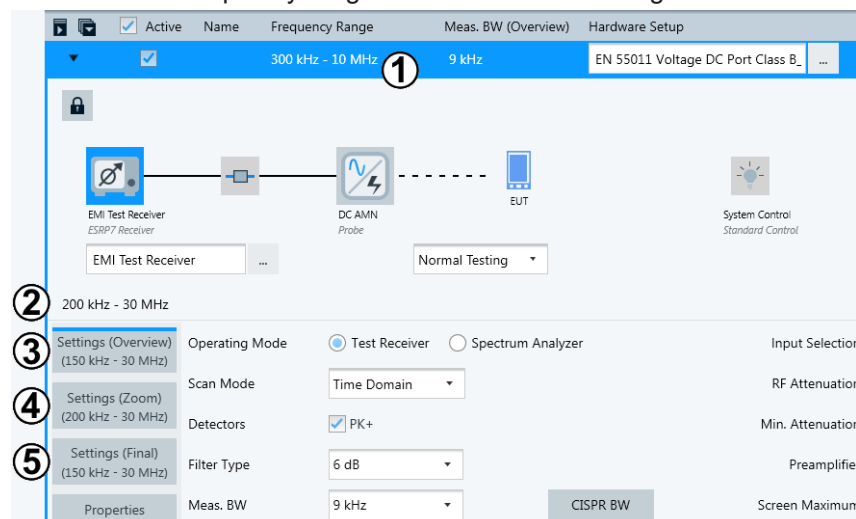 Active Name Frequency Range Meas. BW (Overview) Hardware Setup
300 kHz - 10 MHz 1 9 kHz EN 55011 Voltage DC Port Class B_ ...
EMI Test Receiver DC AMN EUT System Control
ESRP7 Receiver Probe Standard Control
EMI Test Receiver ... Normal Testing
2 200 kHz - 30 MHz
3 Settings (Overview) Operating Mode Test Receiver Spectrum Analyzer Input Selection
(150 kHz - 30 MHz)
Scan Mode Time Domain RF Attenuation
4 Settings (Zoom)
(200 kHz - 30 MHz) Detectors PK+ Min. Attenuation
5 Settings (Final) Filter Type 6 dB Preamplifie
(150 kHz - 30 MHz)
Properties Meas. BW 9 kHz CISPR BW Screen Maximum